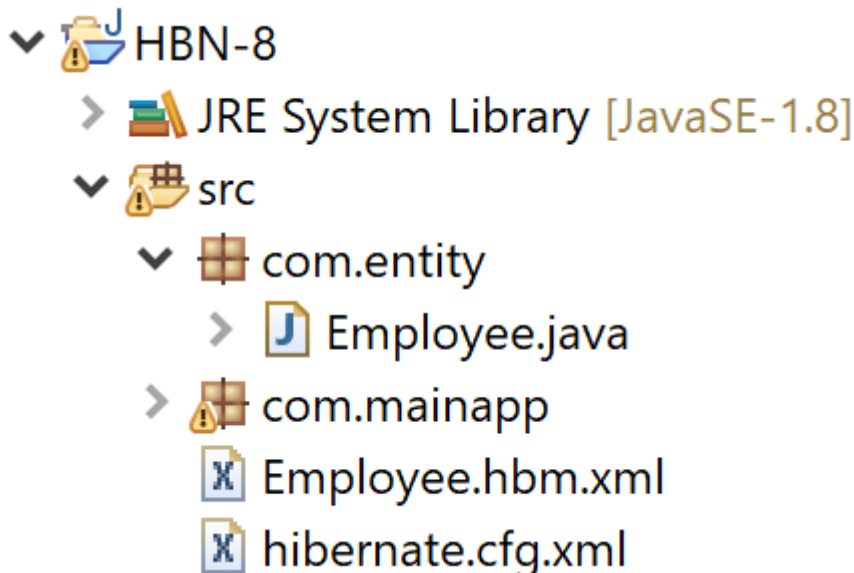 HBN-8
JRE System Library [JavaSE-1.8]
src
com.entity
Employee.java
com.mainapp
Employee.hbm.xml
hibernate.cfg.xml